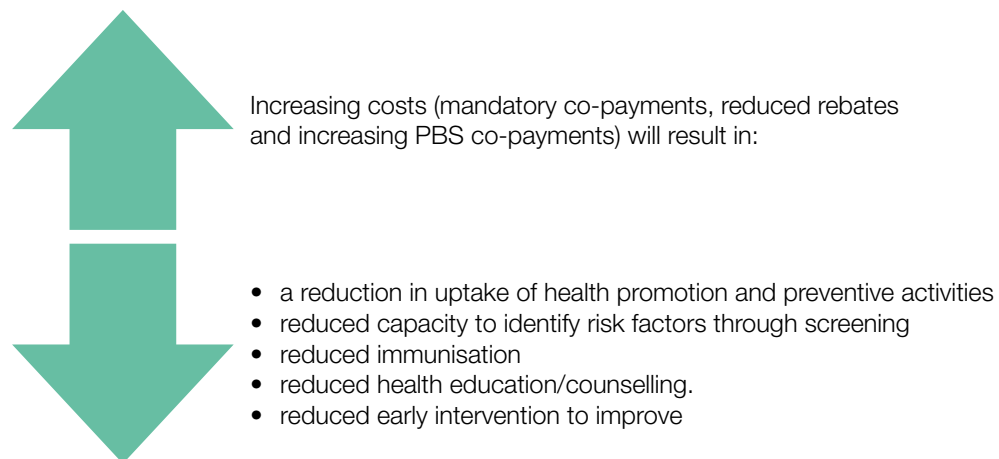 Increasing costs (mandatory co-payments, reduced rebates
and increasing PBS co-payments) will result in:
• a reduction in uptake of health promotion and preventive activities
• reduced capacity to identify risk factors through screening
• reduced immunisation
• reduced health education/counselling.
• reduced early intervention to improve